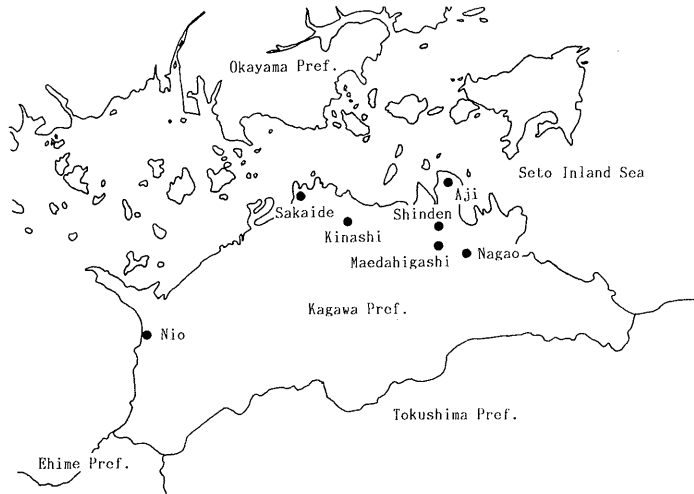 Okayama Pref.
Seto Inland Sea
Aji
Sakaide
Shinden
Kinashi
Maedahigashi
Nagao
Kagawa Pref.
Nio
Tokushima Pref.
Ehime Pref.